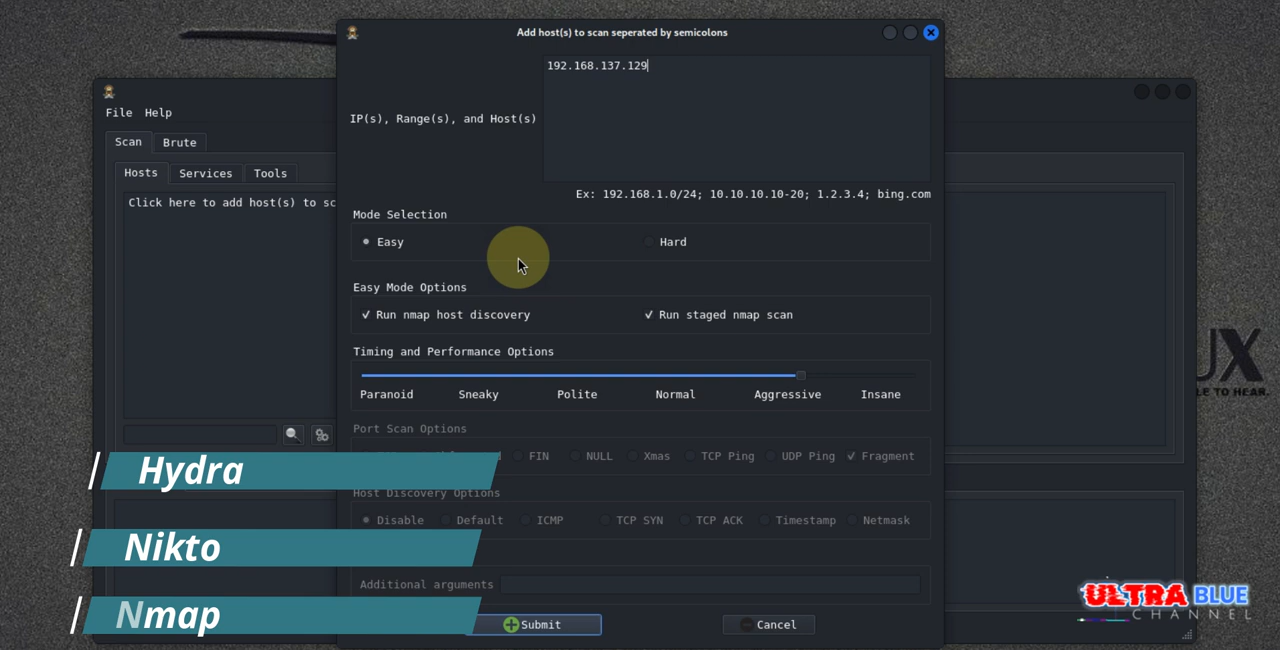 Add host(s) to scan seperated by semicolons
192.168.137.129
File Help
IP(s), Range(s), and Host(s)
Scan Brute
Hosts Services Tools
Ex: 192.168.1.0/24; 10.10.10.10-20; 1.2.3.4; bing.com
Click here to add host(s) to sc
Mode Selection
Easy Hard
Easy Mode Options
Run nmap host discovery Run staged nmap scan
Timing and Performance Options
Paranoid Sneaky Polite Normal Aggressive Insane
Port Scan Options
FIN NULL Xmas TCP Ping UDP Ping Fragment
Hydra
Host Discovery Options
Disable Default ICMP TCP SYN TCP ACK Timestamp Netmask
Nikto
Additional arguments
Nmap
Submit Cancel
UX
LE TO HEAR.
ULTRA BLUE
CHANNEL